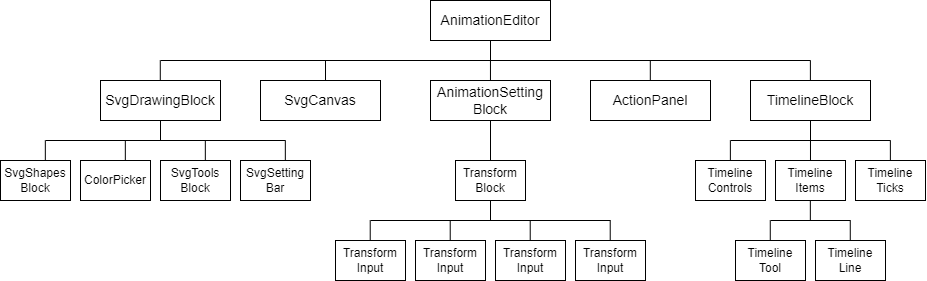 AnimationEditor
SvgDrawingBlock
SvgCanvas
AnimationSetting
Block
ActionPanel
TimelineBlock
SvgShapes
Block
ColorPicker
SvgTools
Block
SvgSetting
Bar
Transform
Block
Timeline
Controls
Timeline
Items
Timeline
Ticks
Transform
Input
Transform
Input
Transform
Input
Transform
Input
Timeline
Tool
Timeline
Line